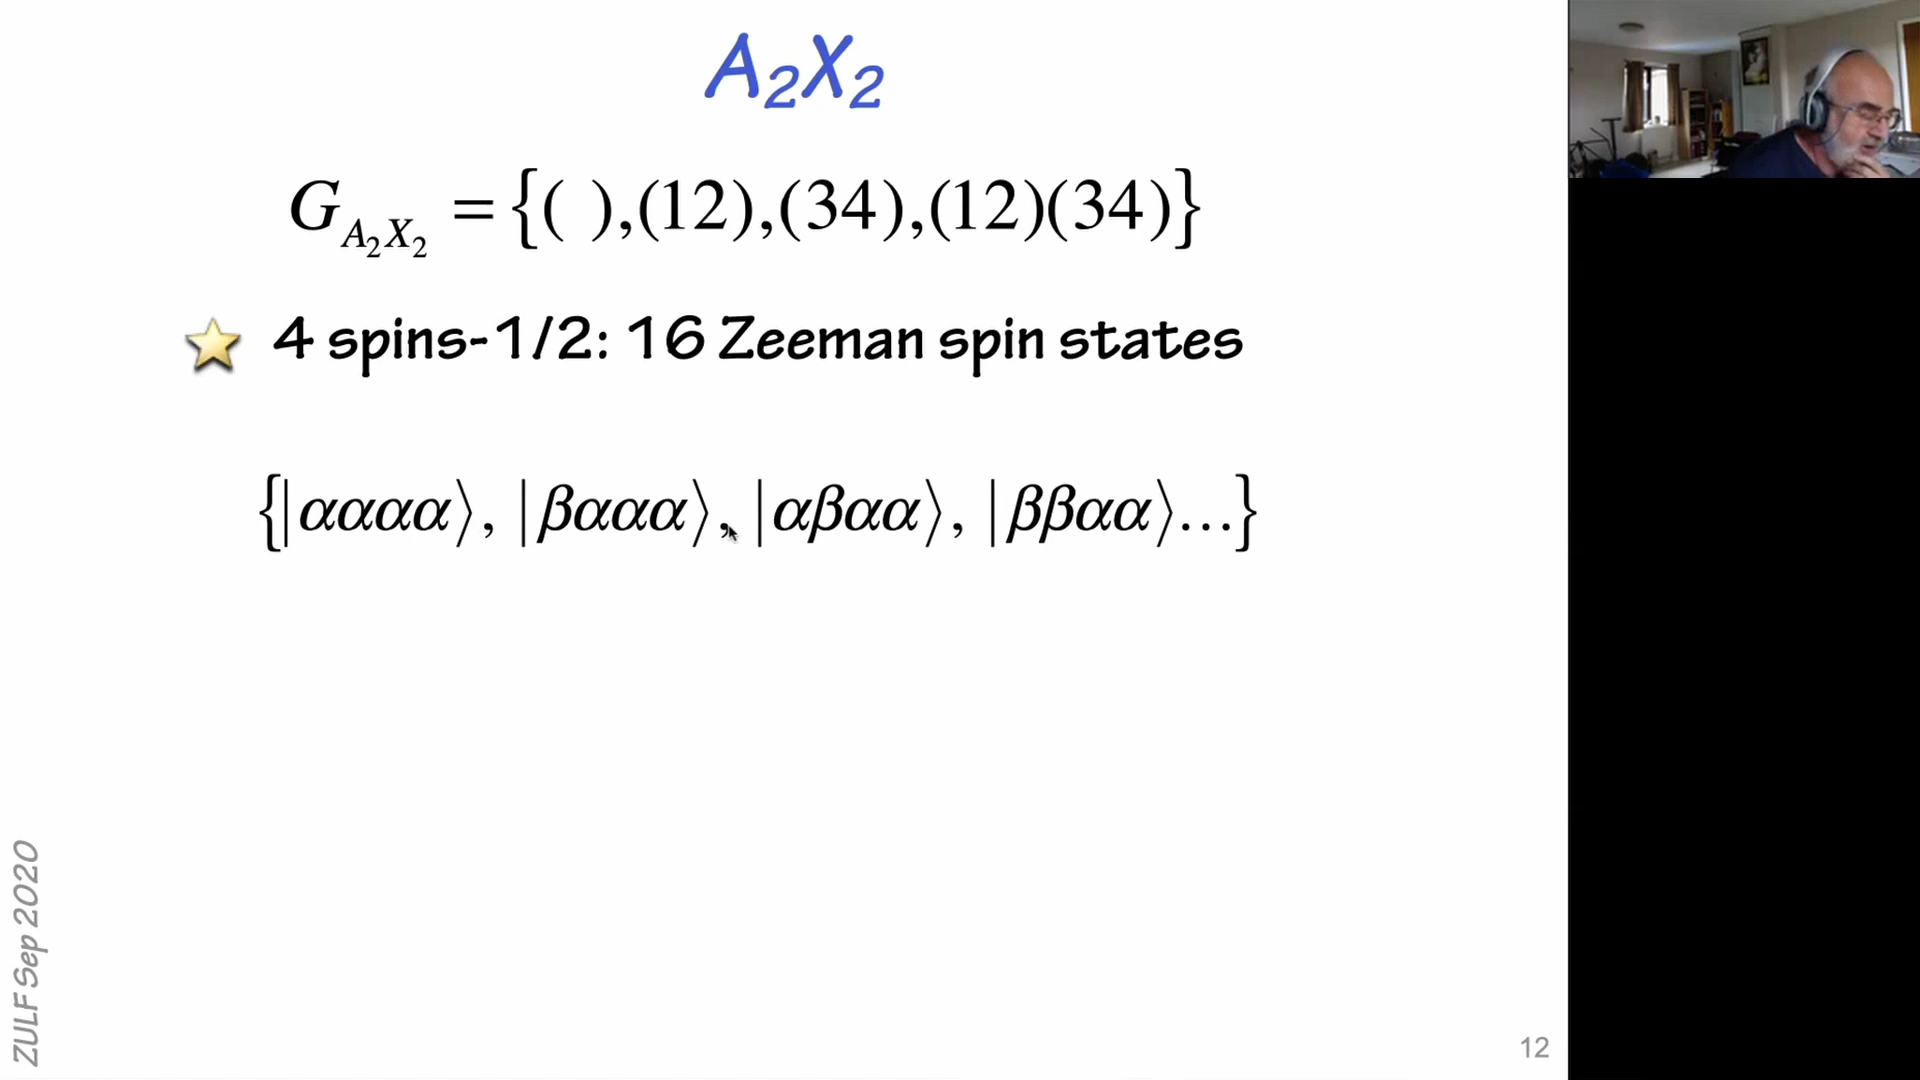 A₂X₂
G_{A₂X₂} = {( ),(12),(34),(12)(34)}
4 spins-1/2: 16 Zeeman spin states
{|αααα⟩, |βααα⟩, |αβαα⟩, |ββαα⟩…}
ZULF Sep 2020
12